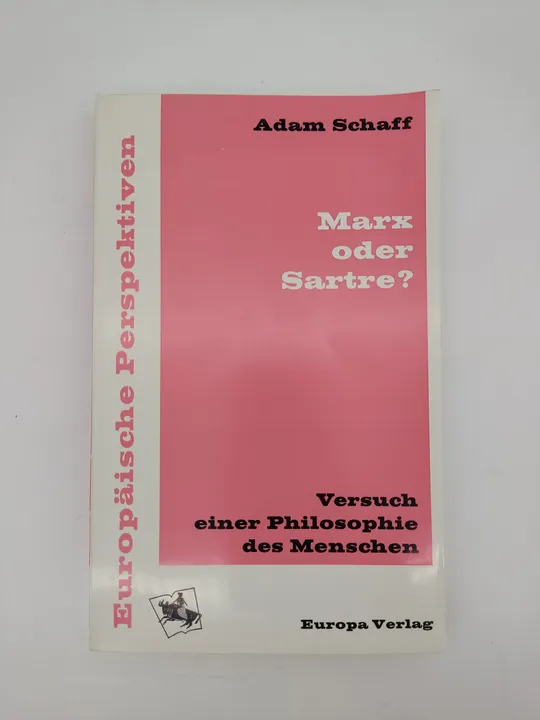 Adam Schaff
Marx
oder
Sartre?
Versuch
einer Philosophie
des Menschen
Europäische Perspektiven
Europa Verlag